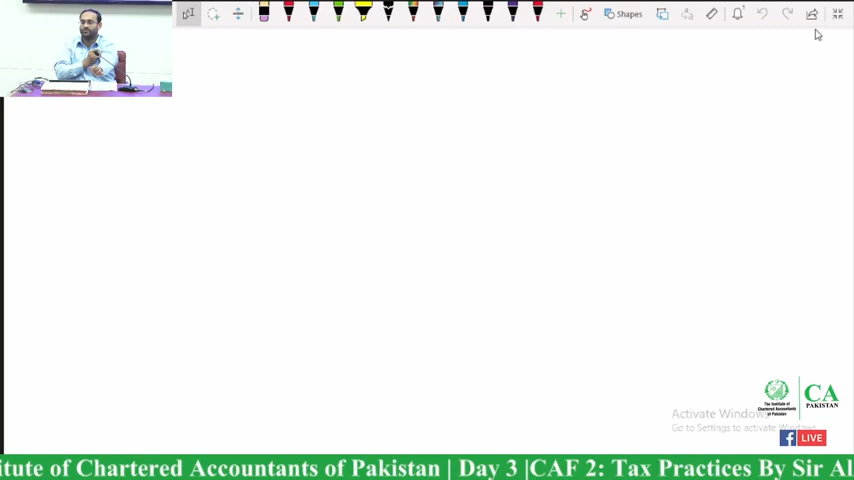 Shapes
The Institute of
Chartered Accountants
of Pakistan
CA
PAKISTAN
Activate Windows
Go to Settings to activate Windows.
LIVE
itute of Chartered Accountants of Pakistan | Day 3 |CAF 2: Tax Practices By Sir Al